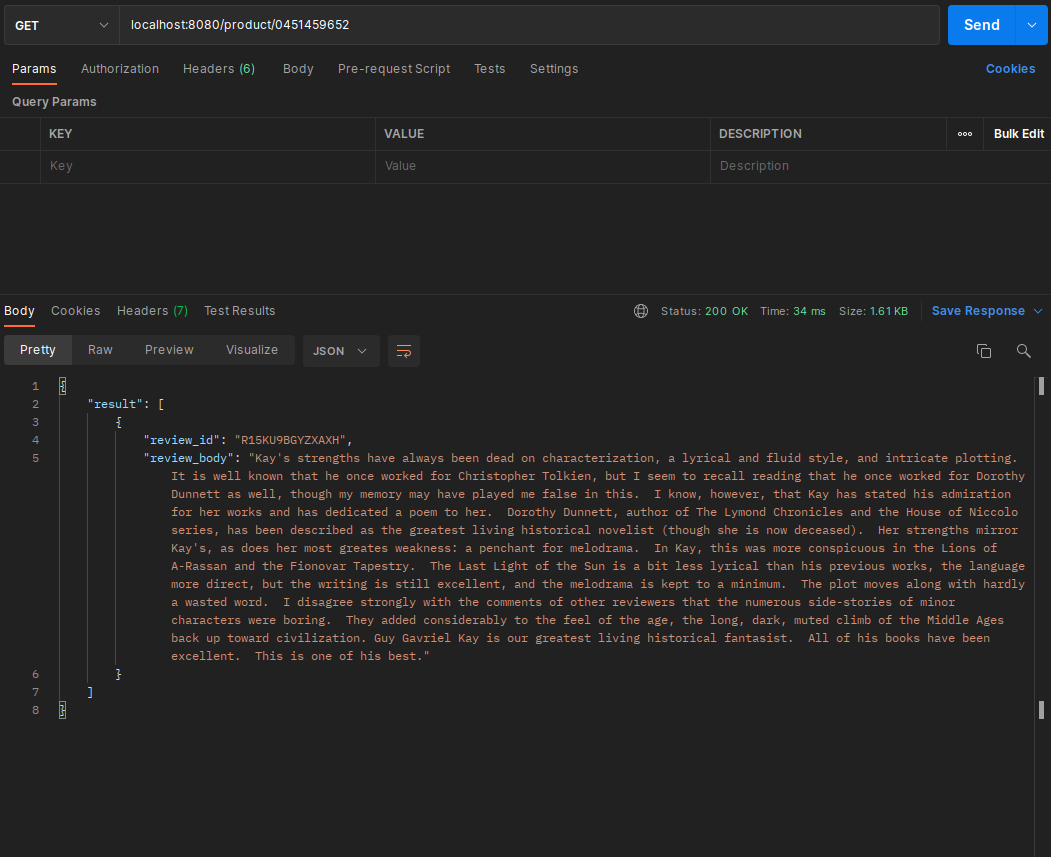 GET localhost:8080/product/0451459652 Send
Params Authorization Headers (6) Body Pre-request Script Tests Settings Cookies
Query Params
KEY VALUE DESCRIPTION ooo Bulk Edit
Key Value Description
Body Cookies Headers (7) Test Results Status: 200 OK Time: 34 ms Size: 1.61 KB Save Response
Pretty Raw Preview Visualize JSON
1 {
2 "result": [
3 {
4 "review_id": "R15KU9BGYZXAXH",
5 "review_body": "Kay's strengths have always been dead on characterization, a lyrical and fluid style, and intricate plotting.
It is well known that he once worked for Christopher Tolkien, but I seem to recall reading that he once worked for Dorothy
Dunnett as well, though my memory may have played me false in this.  I know, however, that Kay has stated his admiration
for her works and has dedicated a poem to her.  Dorothy Dunnett, author of The Lymond Chronicles and the House of Niccolo
series, has been described as the greatest living historical novelist (though she is now deceased).  Her strengths mirror
Kay's, as does her most greates weakness: a penchant for melodrama.  In Kay, this was more conspicuous in the Lions of
A-Rassan and the Fionovar Tapestry.  The Last Light of the Sun is a bit less lyrical than his previous works, the language
more direct, but the writing is still excellent, and the melodrama is kept to a minimum.  The plot moves along with hardly
a wasted word.  I disagree strongly with the comments of other reviewers that the numerous side-stories of minor
characters were boring.  They added considerably to the feel of the age, the long, dark, muted climb of the Middle Ages
back up toward civilization. Guy Gavriel Kay is our greatest living historical fantasist.  All of his books have been
excellent.  This is one of his best."
6 }
7 ]
8 }